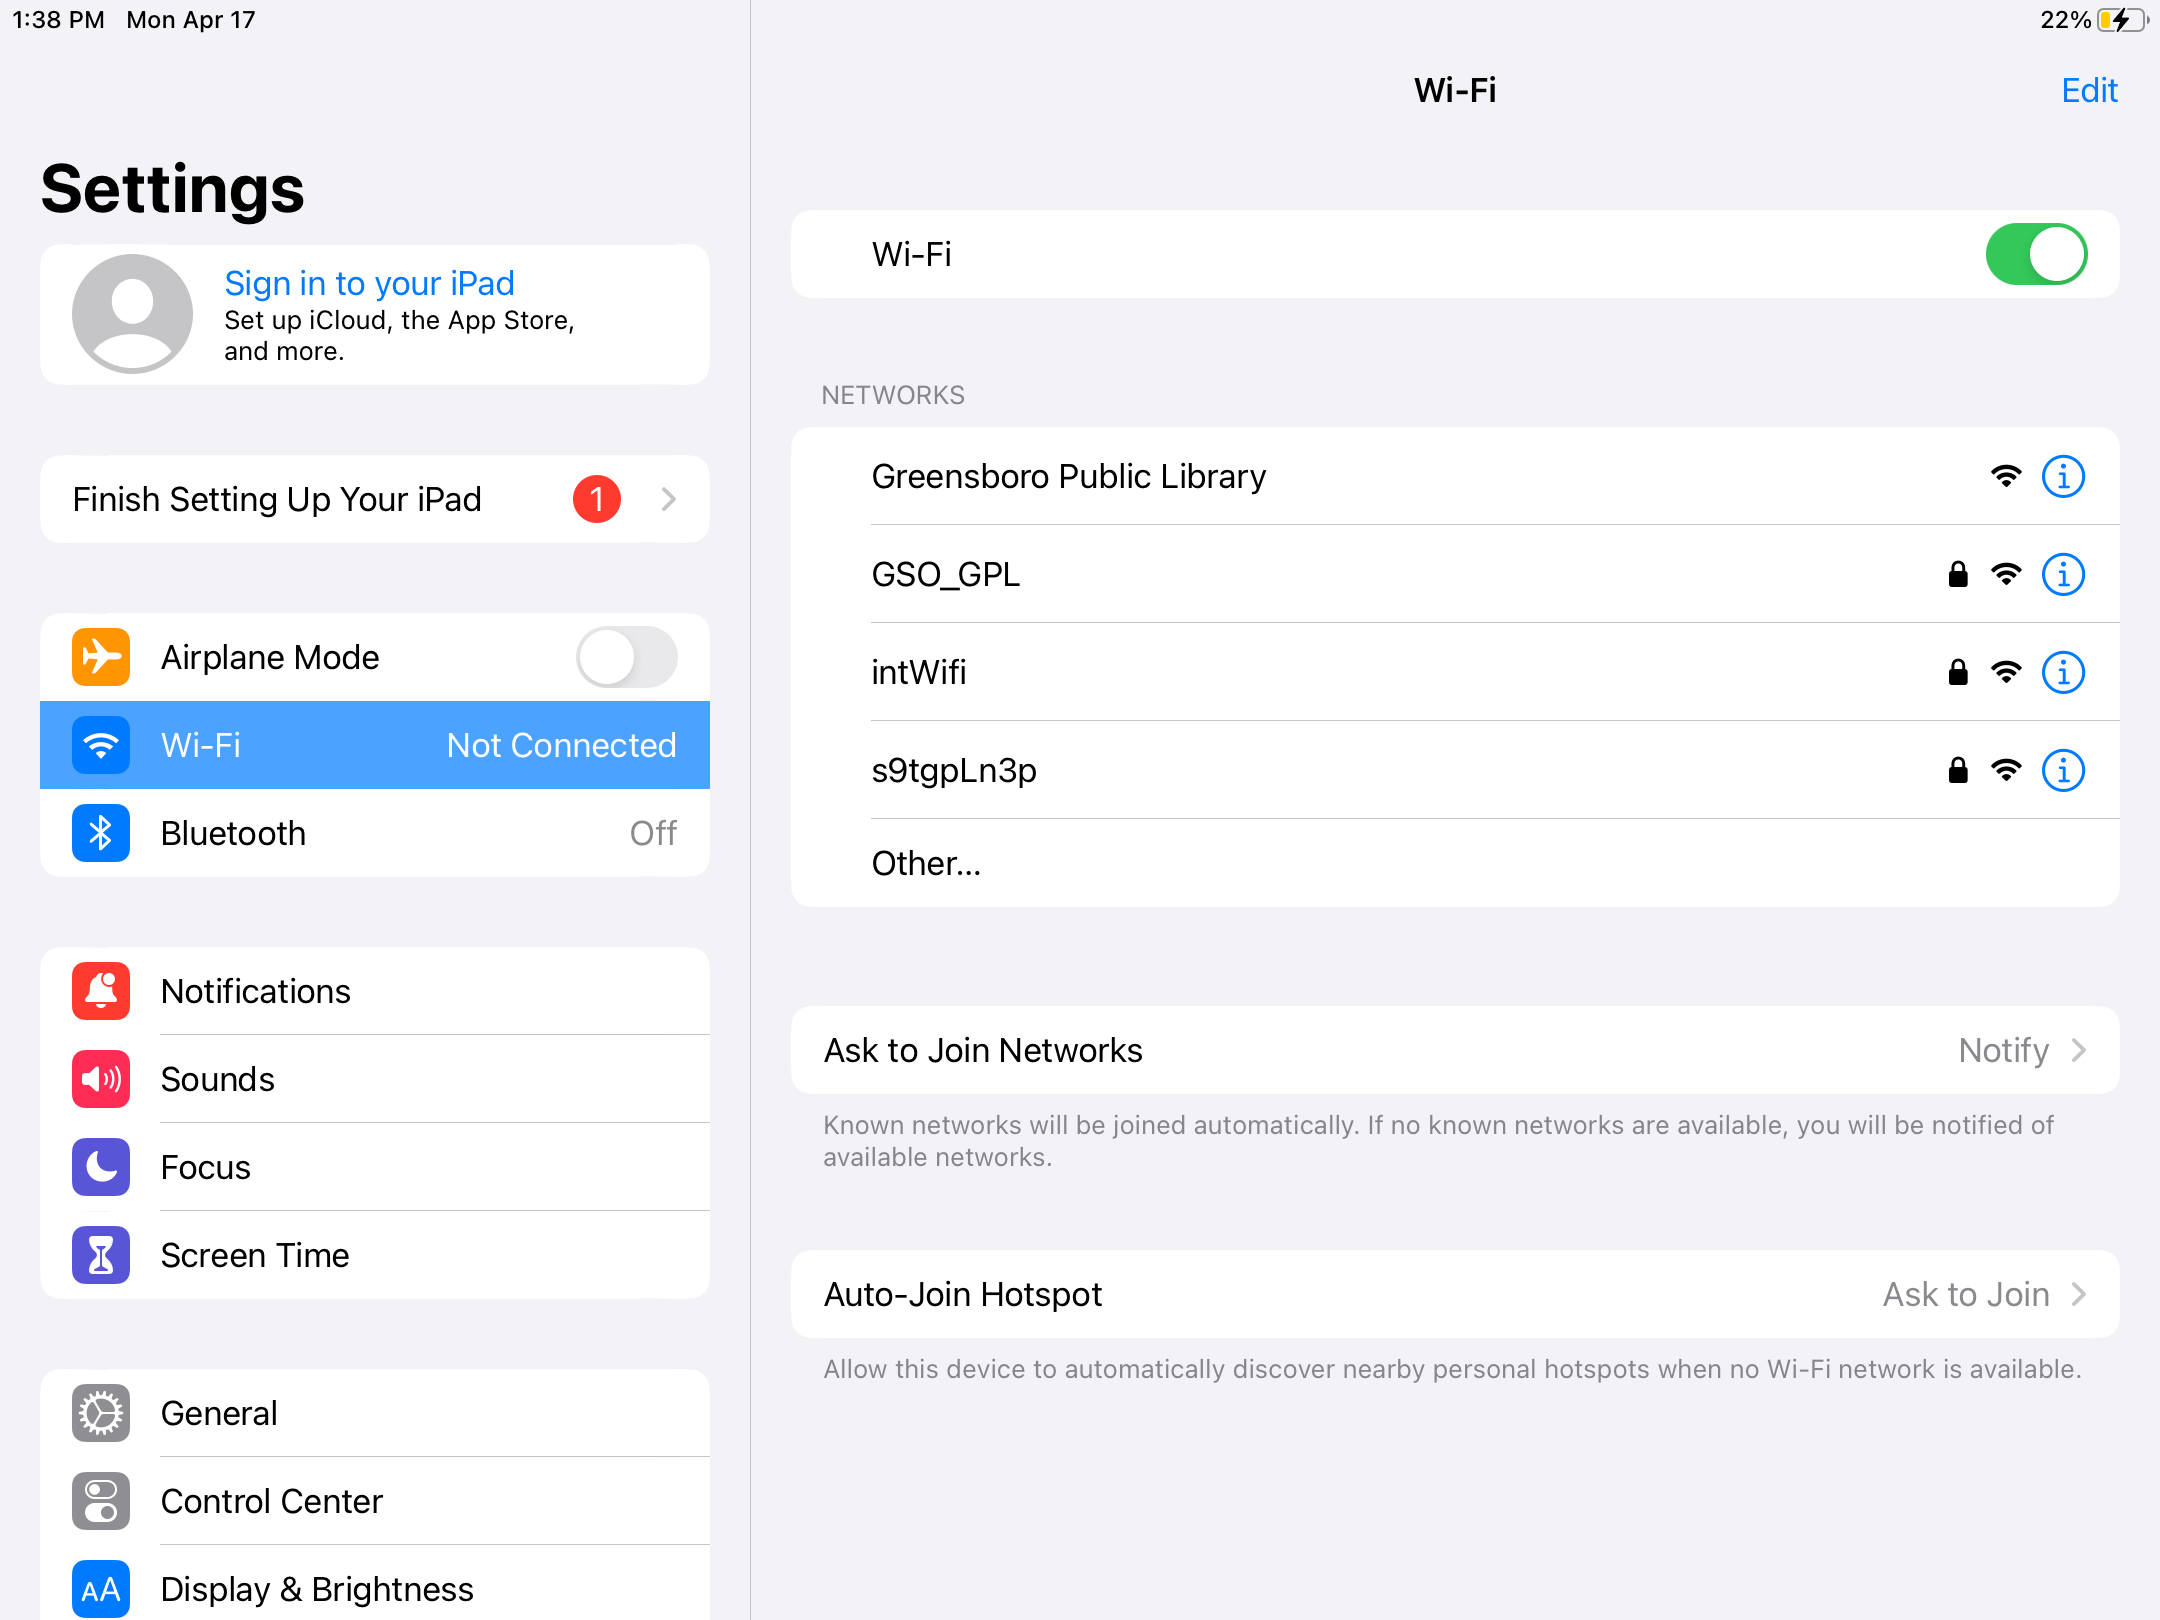 1:38 PM Mon Apr 17
22%
Settings
Sign in to your iPad
Set up iCloud, the App Store,
and more.
Finish Setting Up Your iPad 1
Airplane Mode
Wi-Fi Not Connected
Bluetooth Off
Notifications
Sounds
Focus
Screen Time
General
Control Center
AA Display & Brightness
Wi-Fi
Edit
Wi-Fi
NETWORKS
Greensboro Public Library
GSO_GPL
intWifi
s9tgpLn3p
Other...
Ask to Join Networks Notify
Known networks will be joined automatically. If no known networks are available, you will be notified of
available networks.
Auto-Join Hotspot Ask to Join
Allow this device to automatically discover nearby personal hotspots when no Wi-Fi network is available.